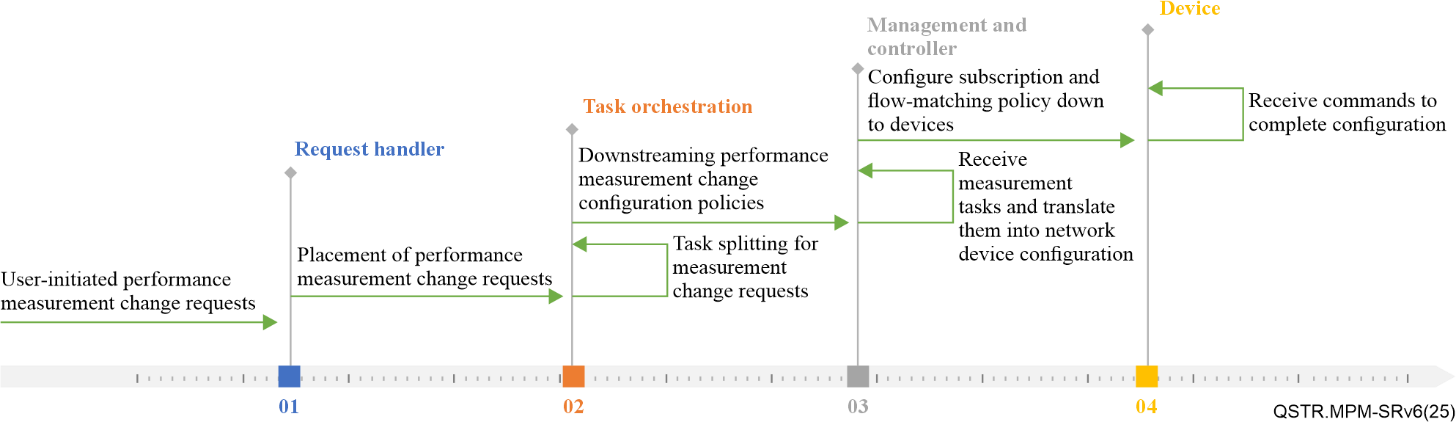 Device
Management and
controller
Configure subscription and
flow-matching policy down
to devices
Receive commands to
complete configuration
Task orchestration
Request handler
Downstreaming performance
measurement change
configuration policies
Receive
measurement
tasks and translate
them into network
device configuration
Task splitting for
measurement
change requests
Placement of performance
measurement change requests
User-initiated performance
measurement change requests
01
02
03
04
QSTR.MPM-SRv6(25)